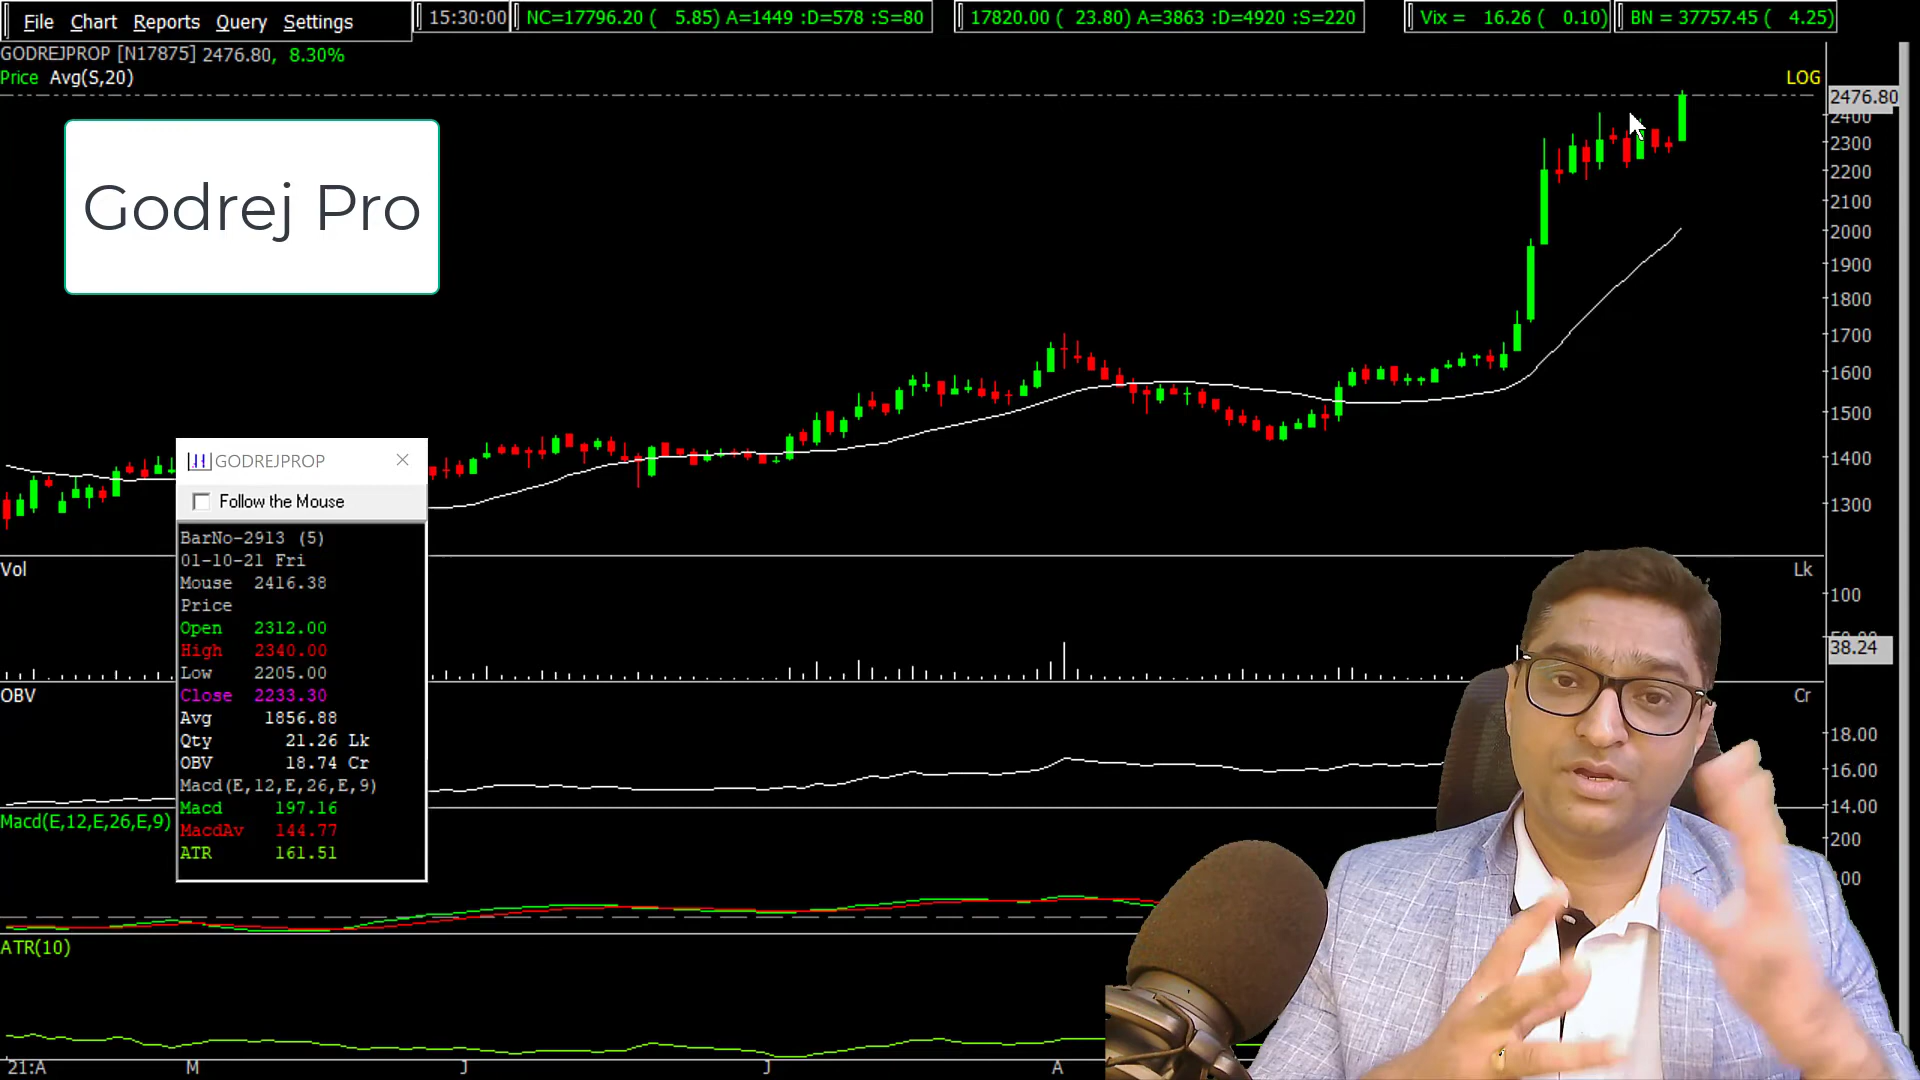 File Chart Reports Query Settings
15:30:00
NC=17796.20 ( 5.85) A=1449 :D=578 :S=80
17820.00 ( 23.80) A=3863 :D=4920 :S=220
Vix = 16.26 ( 0.10)
BN = 37757.45 ( 4.25)
GODREJPROP [N17875] 2476.80, 8.30%
Price Avg(S,20)
LOG
2476.80
2400
2300
2200
2100
2000
1900
1800
1700
1600
1500
1400
1300
Godrej Pro
GODREJPROP
Follow the Mouse
BarNo-2913 (5)
01-10-21 Fri
Mouse 2416.38
Price
Open 2312.00
High 2340.00
Low 2205.00
Close 2233.30
Avg 1856.88
Qty 21.26 Lk
OBV 18.74 Cr
Macd(E,12,E,26,E,9)
Macd 197.16
MacdAv 144.77
ATR 161.51
Vol
Lk
100
38.24
OBV
Cr
18.00
16.00
14.00
Macd(E,12,E,26,E,9)
200
ATR(10)
21:A M J J A